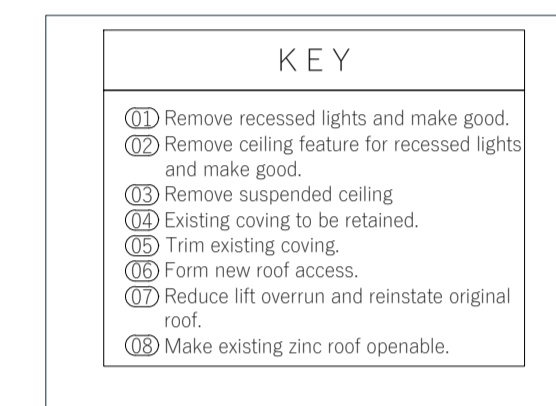 KEY
01 Remove recessed lights and make good.
02 Remove ceiling feature for recessed lights
and make good.
03 Remove suspended ceiling
04 Existing coving to be retained.
05 Trim existing coving.
06 Form new roof access.
07 Reduce lift overrun and reinstate original
roof.
08 Make existing zinc roof openable.